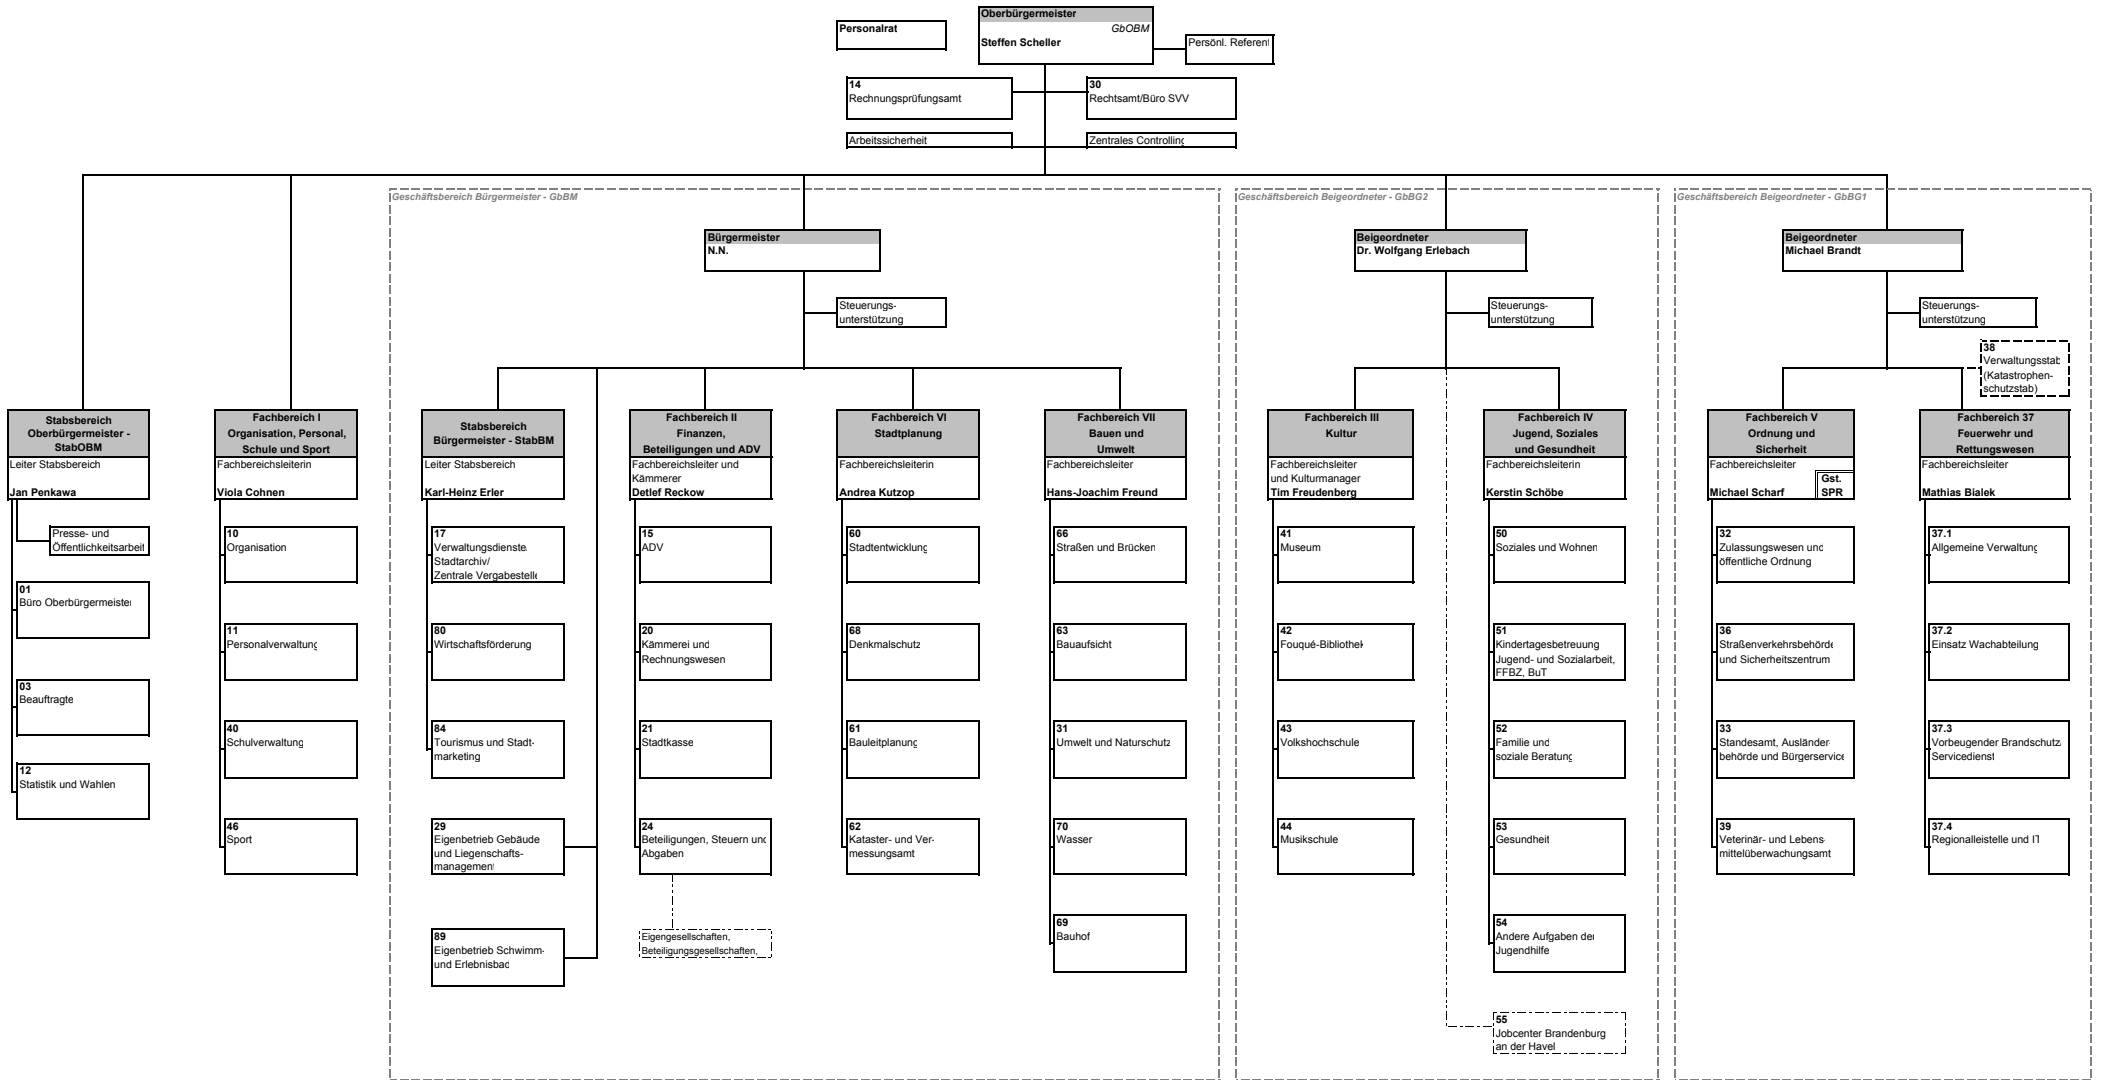 Oberbürgermeister
GbOBM
Steffen Scheller
Personalrat
Persönl. Referent
14
Rechnungsprüfungsamt
30
Rechtsamt/Büro SVV
Arbeitssicherheit
Zentrales Controlling
Geschäftsbereich Bürgermeister - GbBM
Geschäftsbereich Beigeordneter - GbBG2
Geschäftsbereich Beigeordneter - GbBG1
Bürgermeister
N.N.
Beigeordneter
Dr. Wolfgang Erlebach
Beigeordneter
Michael Brandt
Steuerungs-
unterstützung
Steuerungs-
unterstützung
Steuerungs-
unterstützung
38
Verwaltungsstab
(Katastrophen-
schutzstab)
Stabsbereich
Oberbürgermeister -
StabOBM
Leiter Stabsbereich
Jan Penkawa
Presse- und
Öffentlichkeitsarbeit
01
Büro Oberbürgermeister
03
Beauftragte
12
Statistik und Wahlen
Fachbereich I
Organisation, Personal,
Schule und Sport
Fachbereichsleiterin
Viola Cohnen
10
Organisation
11
Personalverwaltung
40
Schulverwaltung
46
Sport
Stabsbereich
Bürgermeister - StabBM
Leiter Stabsbereich
Karl-Heinz Erler
17
Verwaltungsdienste/
Stadtarchiv/
Zentrale Vergabestelle
80
Wirtschaftsförderung
84
Tourismus und Stadt-
marketing
29
Eigenbetrieb Gebäude
und Liegenschafts-
management
89
Eigenbetrieb Schwimm-
und Erlebnisbad
Fachbereich II
Finanzen,
Beteiligungen und ADV
Fachbereichsleiter und
Kämmerer
Detlef Reckow
15
ADV
20
Kämmerei und
Rechnungswesen
21
Stadtkasse
24
Beteiligungen, Steuern und
Abgaben
Eigengesellschaften,
Beteiligungsgesellschaften,
Fachbereich VI
Stadtplanung
Fachbereichsleiterin
Andrea Kutzop
60
Stadtentwicklung
68
Denkmalschutz
61
Bauleitplanung
62
Kataster- und Ver-
messungsamt
Fachbereich VII
Bauen und
Umwelt
Fachbereichsleiter
Hans-Joachim Freund
66
Straßen und Brücken
63
Bauaufsicht
31
Umwelt und Naturschutz
70
Wasser
69
Bauhof
Fachbereich III
Kultur
Fachbereichsleiter
und Kulturmanager
Tim Freudenberg
41
Museum
42
Fouqué-Bibliothek
43
Volkshochschule
44
Musikschule
Fachbereich IV
Jugend, Soziales
und Gesundheit
Fachbereichsleiterin
Kerstin Schöbe
50
Soziales und Wohnen
51
Kindertagesbetreuung
Jugend- und Sozialarbeit,
FFBZ, BuT
52
Familie und
soziale Beratung
53
Gesundheit
54
Andere Aufgaben der
Jugendhilfe
55
Jobcenter Brandenburg
an der Havel
Fachbereich V
Ordnung und
Sicherheit
Fachbereichsleiter
Michael Scharf
Gst.
SPR
32
Zulassungswesen und
öffentliche Ordnung
36
Straßenverkehrsbehörde
und Sicherheitszentrum
33
Standesamt, Ausländer-
behörde und Bürgerservice
39
Veterinär- und Lebens-
mittelüberwachungsamt
Fachbereich 37
Feuerwehr und
Rettungswesen
Fachbereichsleiter
Mathias Bialek
37.1
Allgemeine Verwaltung
37.2
Einsatz Wachabteilung
37.3
Vorbeugender Brandschutz/
Servicedienst
37.4
Regionalleistelle und IT